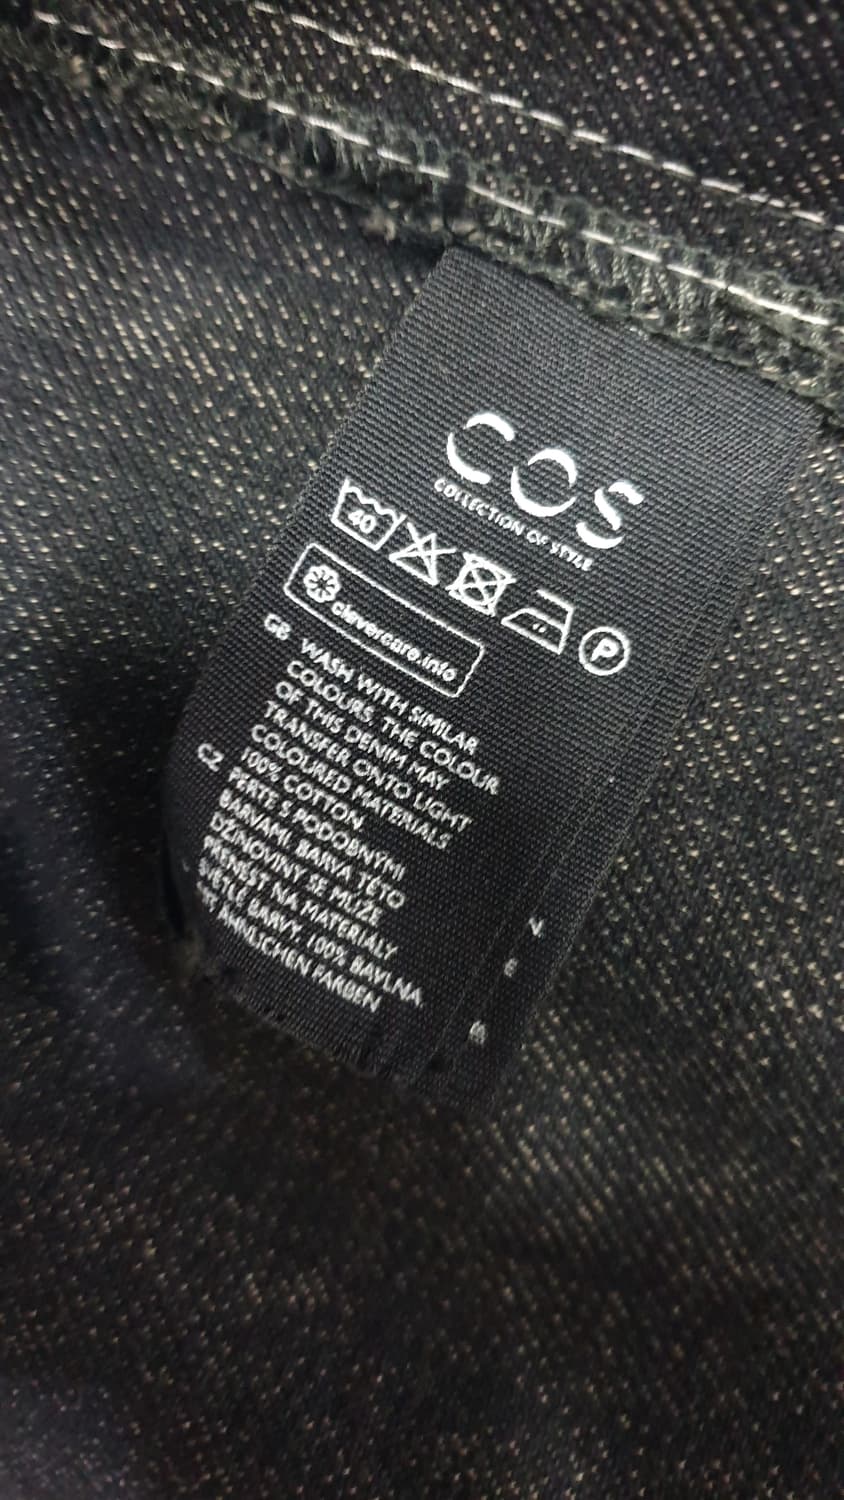 COS
COLLECTION OF STYLE
40
P
clevercare.info
GB WASH WITH SIMILAR
COLOURS, THE COLOUR
OF THIS DENIM MAY
TRANSFER ONTO LIGHT
COLOURED MATERIALS
100% COTTON
CZ PERTE S PODOBNÝMI
BARVAMI. BARVA TÉTO
DŽÍNOVINY SE MŮŽE
PŘENÉST NA MATERIÁLY
SVĚTLÉ BARVY. 100% BAVLNA
ÄHNLICHEN FARBEN